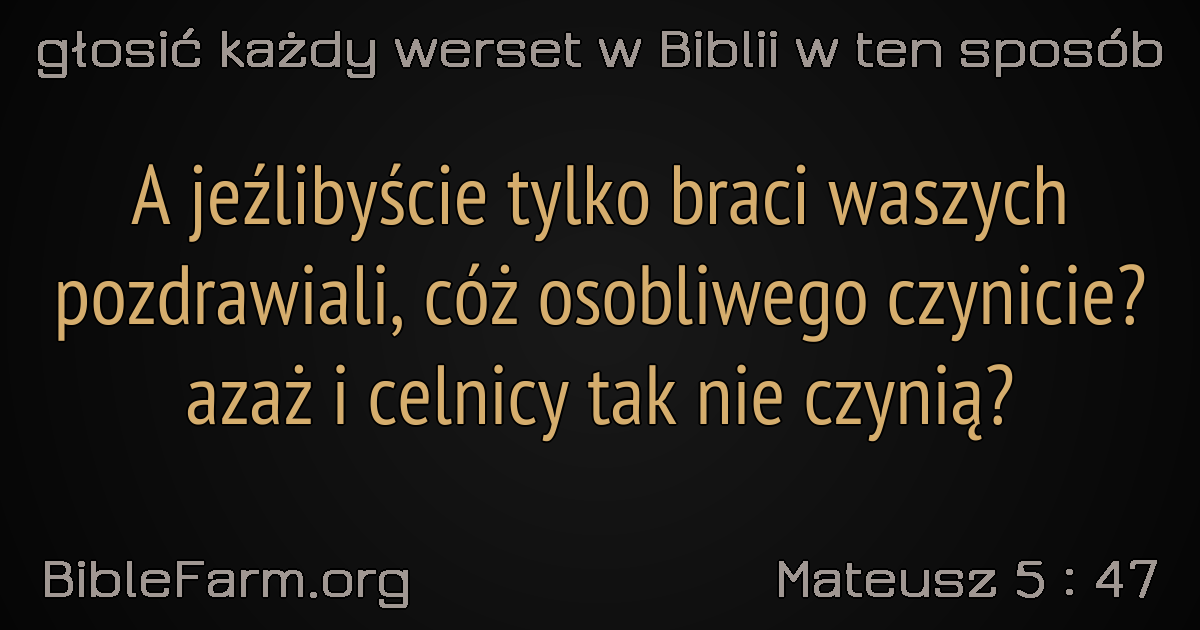 głosić każdy werset w Biblii w ten sposób
A jeźlibyście tylko braci waszych
pozdrawiali, cóż osobliwego czynicie?
azaż i celnicy tak nie czynią?
BibleFarm.org
Mateusz 5 : 47